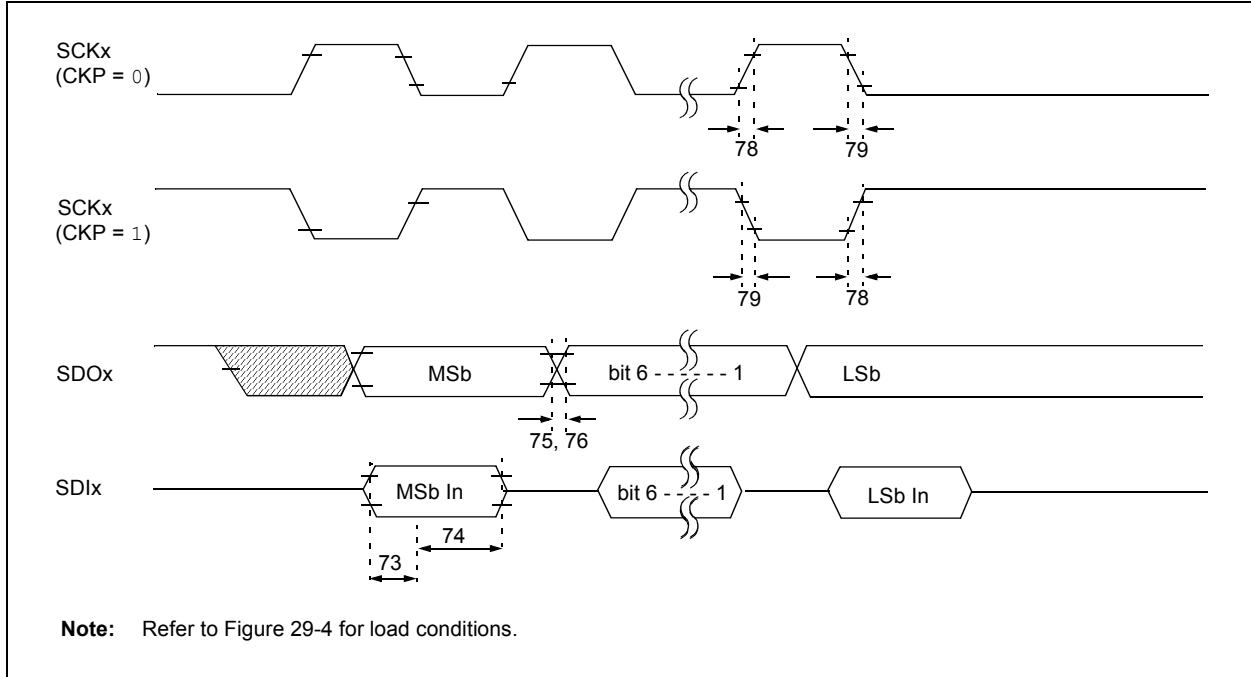 SCKx
(CKP = 0)
78
79
SCKx
(CKP = 1)
79
78
SDOx
MSb
bit 6 - - - - - - 1
LSb
75, 76
SDIx
MSb In
bit 6 - - - - - 1
LSb In
74
73
Note: Refer to Figure 29-4 for load conditions.